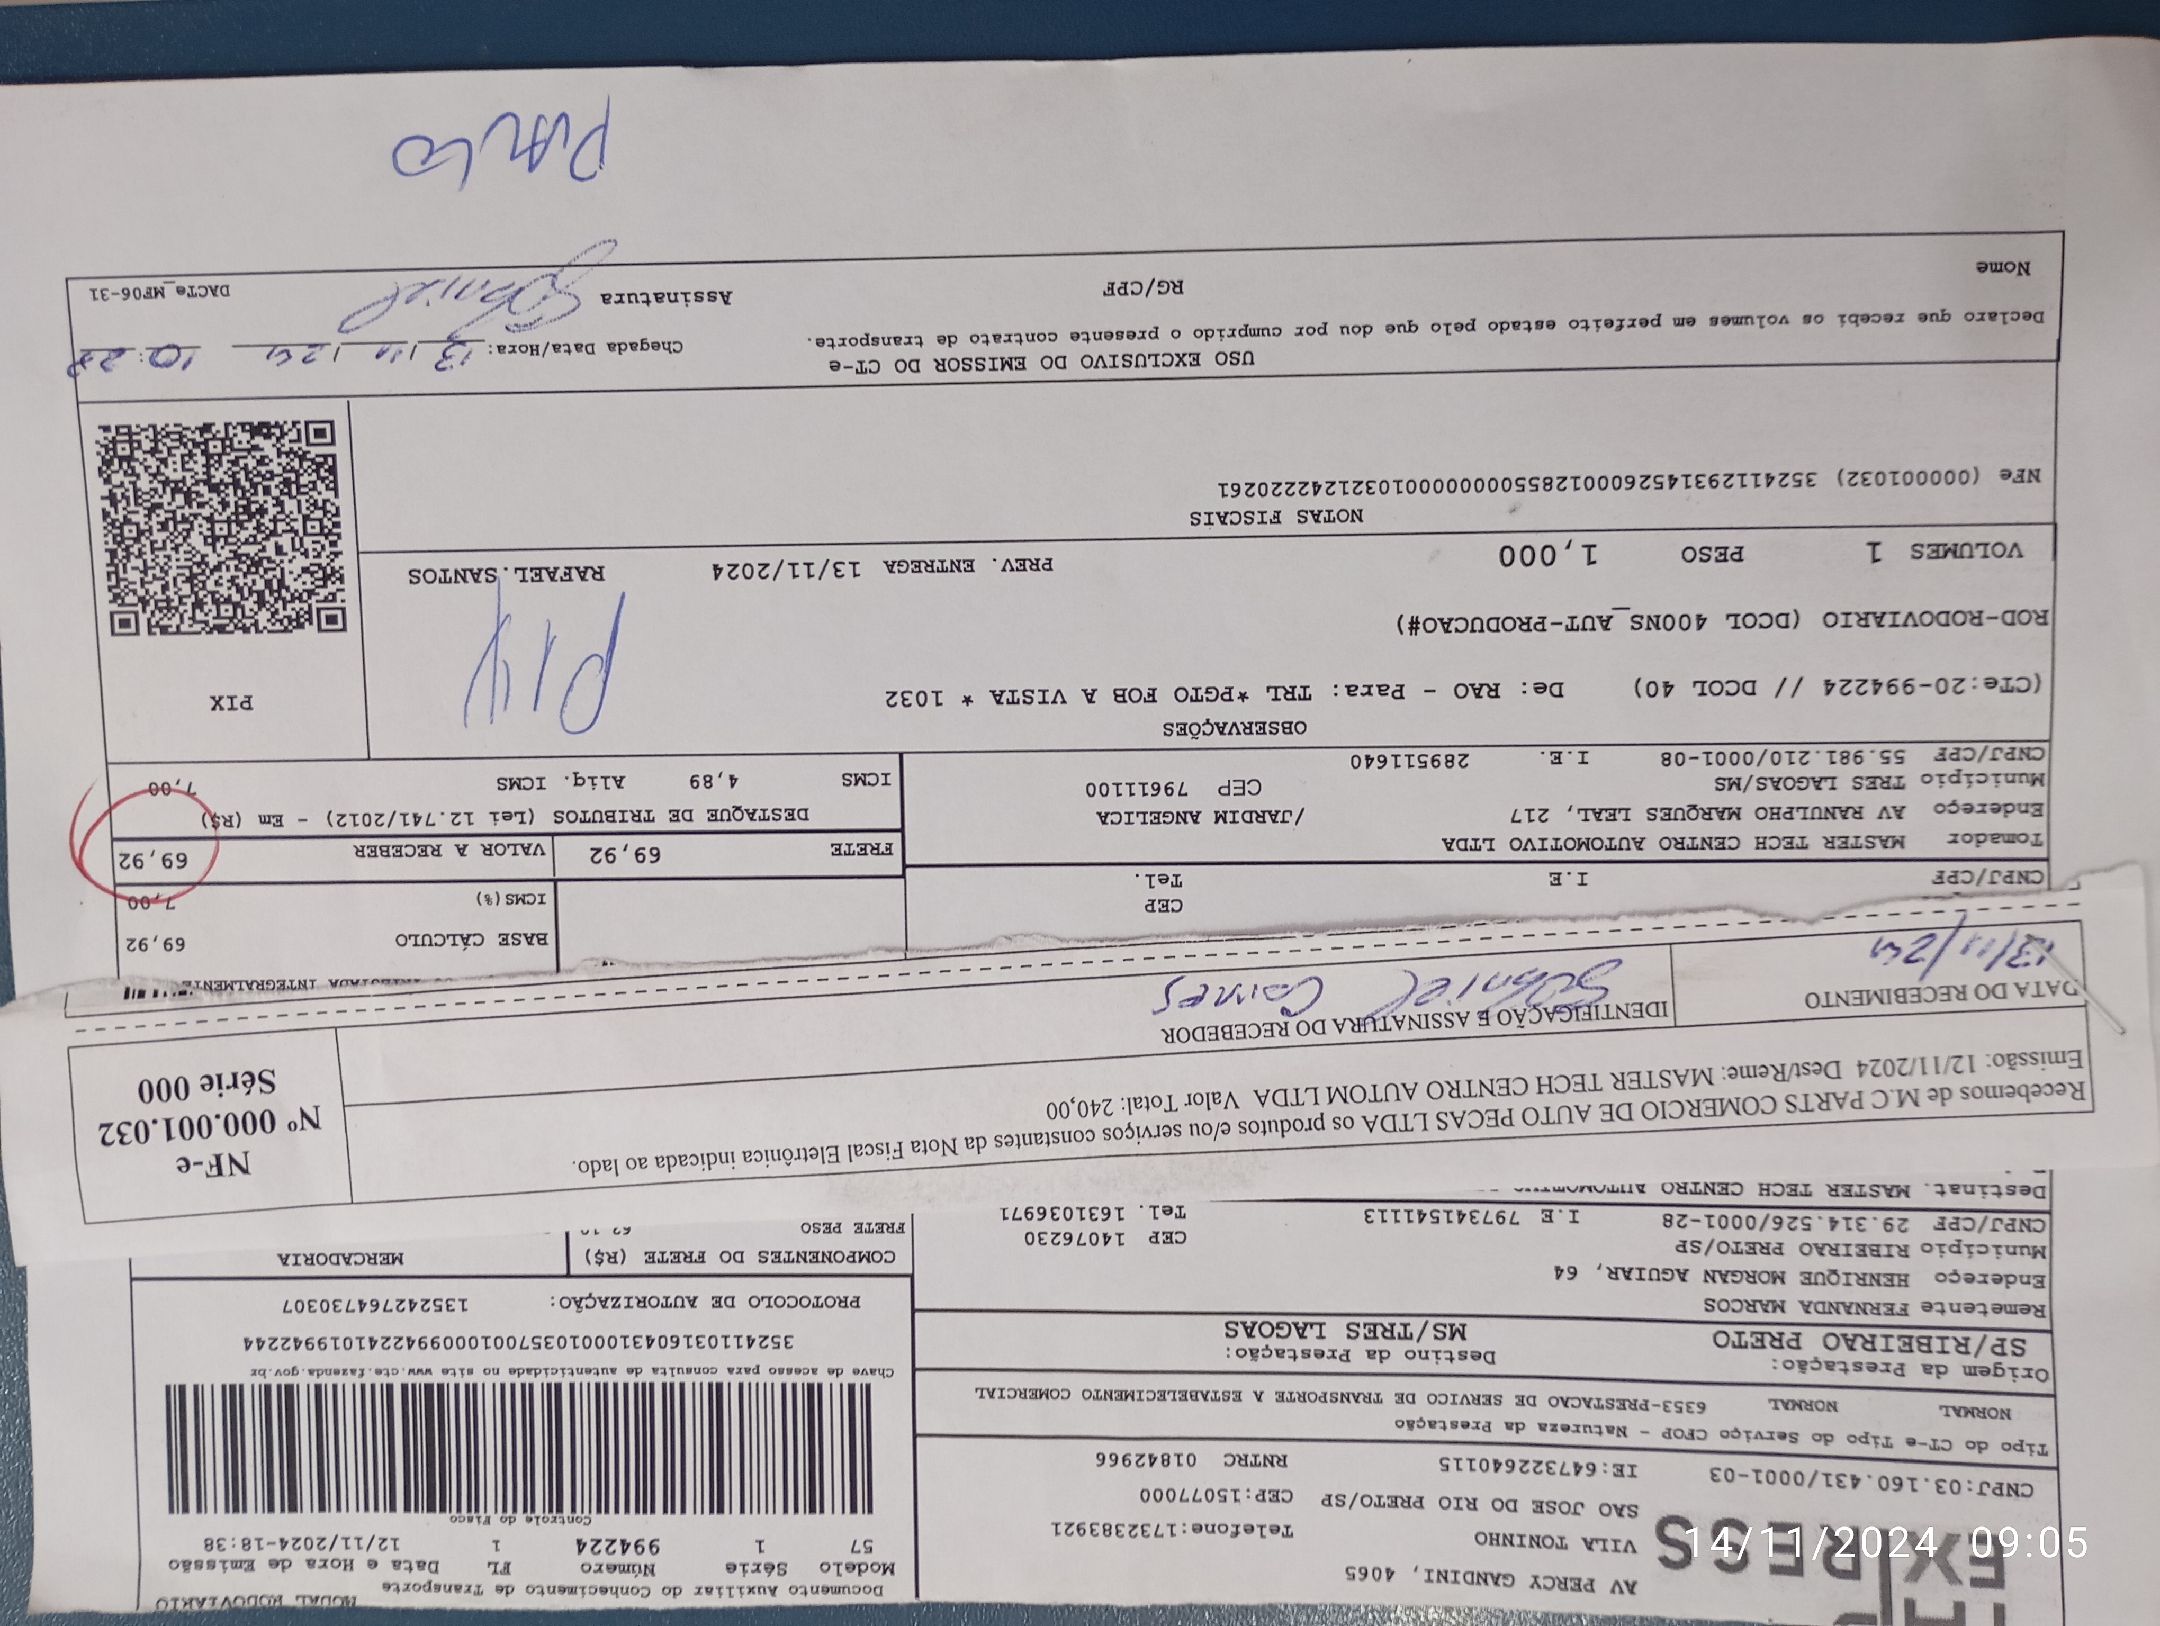 14/11/2024 09:05
EXPRESS
AV PERCY GANDINI, 4065
VILA TONINHO Telefone:1732383921
SAO JOSE DO RIO PRETO/SP CEP:15077000
CNPJ:03.160.431/0001-03 IE:647322640115 RNTRC 01842966
MODAL RODOVIÁRIO
Documento Auxiliar do Conhecimento de Transporte
Modelo Série Número FL Data e Hora de Emissão
57 1 994224 1 12/11/2024-18:38
Controle do Fisco
Chave de acesso para consulta de autenticidade no site www.cte.fazenda.gov.br
35241103160431000103570010009942241019942244
PROTOCOLO DE AUTORIZAÇÃO: 135242764730307
Tipo do CT-e Tipo do Serviço CFOP - Natureza da Prestação
NORMAL NORMAL 6353-PRESTACAO DE SERVICO DE TRANSPORTE A ESTABELECIMENTO COMERCIAL
Origem da Prestação: Destino da Prestação:
SP/RIBEIRAO PRETO MS/TRES LAGOAS
Remetente FERNANDA MARCOS
Endereço HENRIQUE MORGAN AGUIAR, 64
Município RIBEIRAO PRETO/SP CEP 14076230
CNPJ/CPF 29.314.526/0001-28 I.E 797341541113 Tel. 1631036971
Destinat. MASTER TECH CENTRO
COMPONENTES DO FRETE (R$) MERCADORIA
FRETE PESO
Recebemos de M.C PARTS COMERCIO DE AUTO PECAS LTDA os produtos e/ou serviços constantes da Nota Fiscal Eletrônica indicada ao lado.
Emissão: 12/11/2024 Dest/Reme: MASTER TECH CENTRO AUTOM LTDA Valor Total: 240,00
DATA DO RECEBIMENTO IDENTIFICAÇÃO E ASSINATURA DO RECEBEDOR
13/11/24
NF-e
Nº 000.001.032
Série 000
INTEGRALMENTE
BASE CÁLCULO 69,92
ICMS(%) 7,00
CEP
CNPJ/CPF I.E Tel.
Tomador MASTER TECH CENTRO AUTOMOTIVO LTDA
Endereço AV RANULPHO MARQUES LEAL, 217 /JARDIM ANGELICA
Município TRES LAGOAS/MS CEP 79611100
CNPJ/CPF 55.981.210/0001-08 I.E. 289511640
FRETE 69,92 VALOR A RECEBER 69,92
DESTAQUE DE TRIBUTOS (Lei 12.741/2012) - Em (R$)
ICMS 4,89 Aliq. ICMS 7,00
OBSERVAÇÕES
(CTe:20-994224 // DCOL 40) De: RAO - Para: TRL *PGTO FOB A VISTA * 1032
ROD-RODOVIARIO (DCOL 400NS_AUT-PRODUCAO#)
PIX
PIX
VOLUMES 1 PESO 1,000 PREV. ENTREGA 13/11/2024 RAFAEL.SANTOS
NOTAS FISCAIS
NFe (000001032) 35241129314526000128550000000010321242220261
USO EXCLUSIVO DO EMISSOR DO CT-e
Declaro que recebi os volumes em perfeito estado pelo que dou por cumprido o presente contrato de transporte.
Chegada Data/Hora: 13/11/24 10:28
Nome RG/CPF Assinatura
DACTe_MF06-31